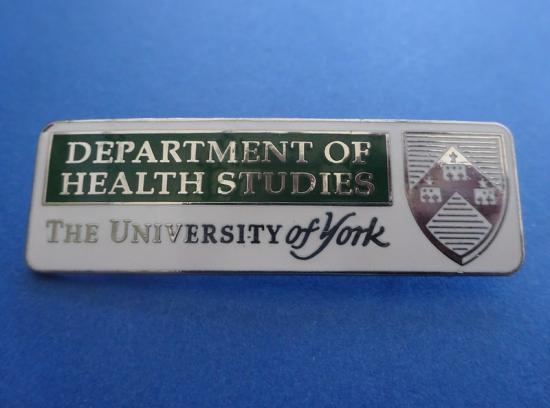 DEPARTMENT OF
HEALTH STUDIES
THE UNIVERSITY of York